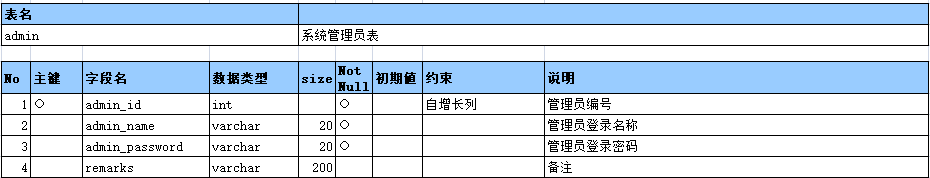 表名
admin 系统管理员表
No 主键 字段名 数据类型 size Not Null 初期值 约束 说明
1 ○ admin_id int ○ 自增长列 管理员编号
2 admin_name varchar 20 ○ 管理员登录名称
3 admin_password varchar 20 ○ 管理员登录密码
4 remarks varchar 200 备注